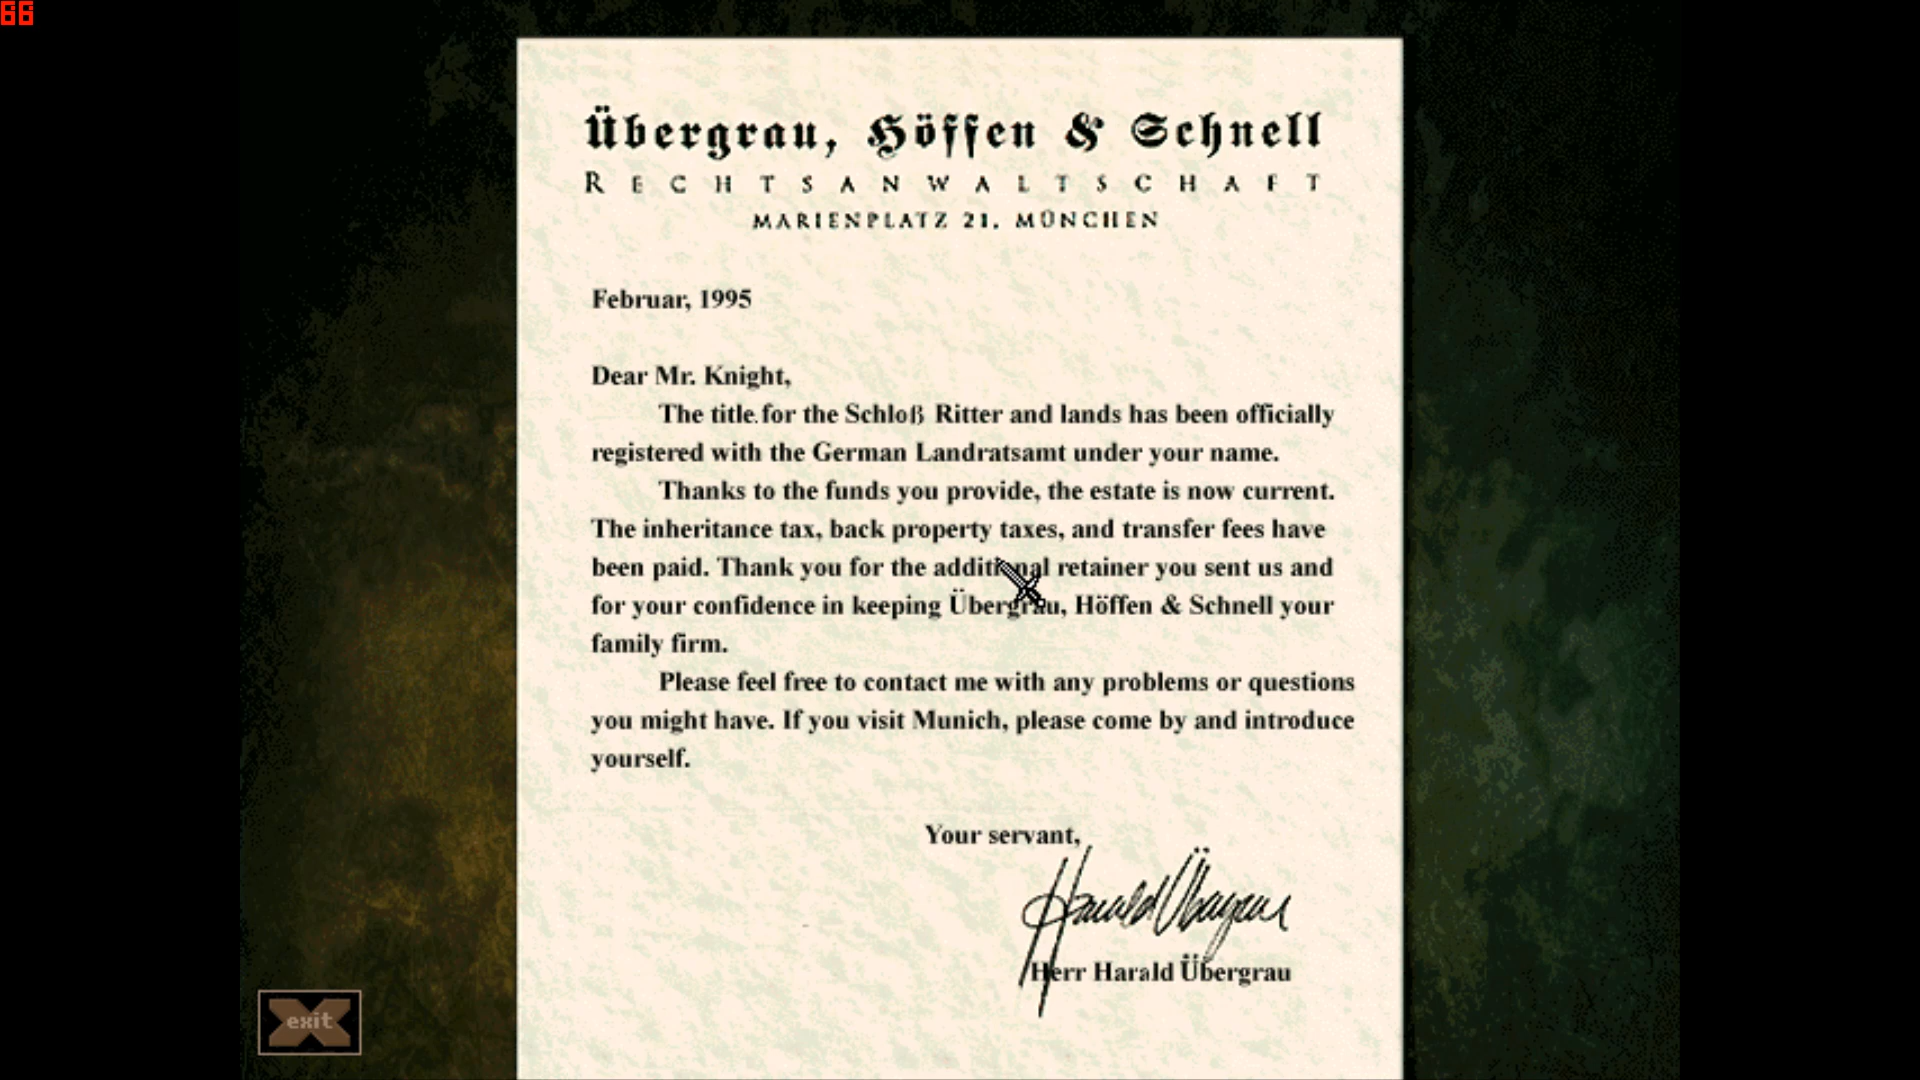 66
Übergrau, Höffen & Schnell
RECHTSANWALTSCHAFT
MARIENPLATZ 21, MÜNCHEN
Februar, 1995
Dear Mr. Knight,
The title for the Schloß Ritter and lands has been officially
registered with the German Landratsamt under your name.
Thanks to the funds you provide, the estate is now current.
The inheritance tax, back property taxes, and transfer fees have
been paid. Thank you for the additional retainer you sent us and
for your confidence in keeping Übergrau, Höffen & Schnell your
family firm.
Please feel free to contact me with any problems or questions
you might have. If you visit Munich, please come by and introduce
yourself.
Your servant,
Harald Übergrau
Herr Harald Übergrau
exit